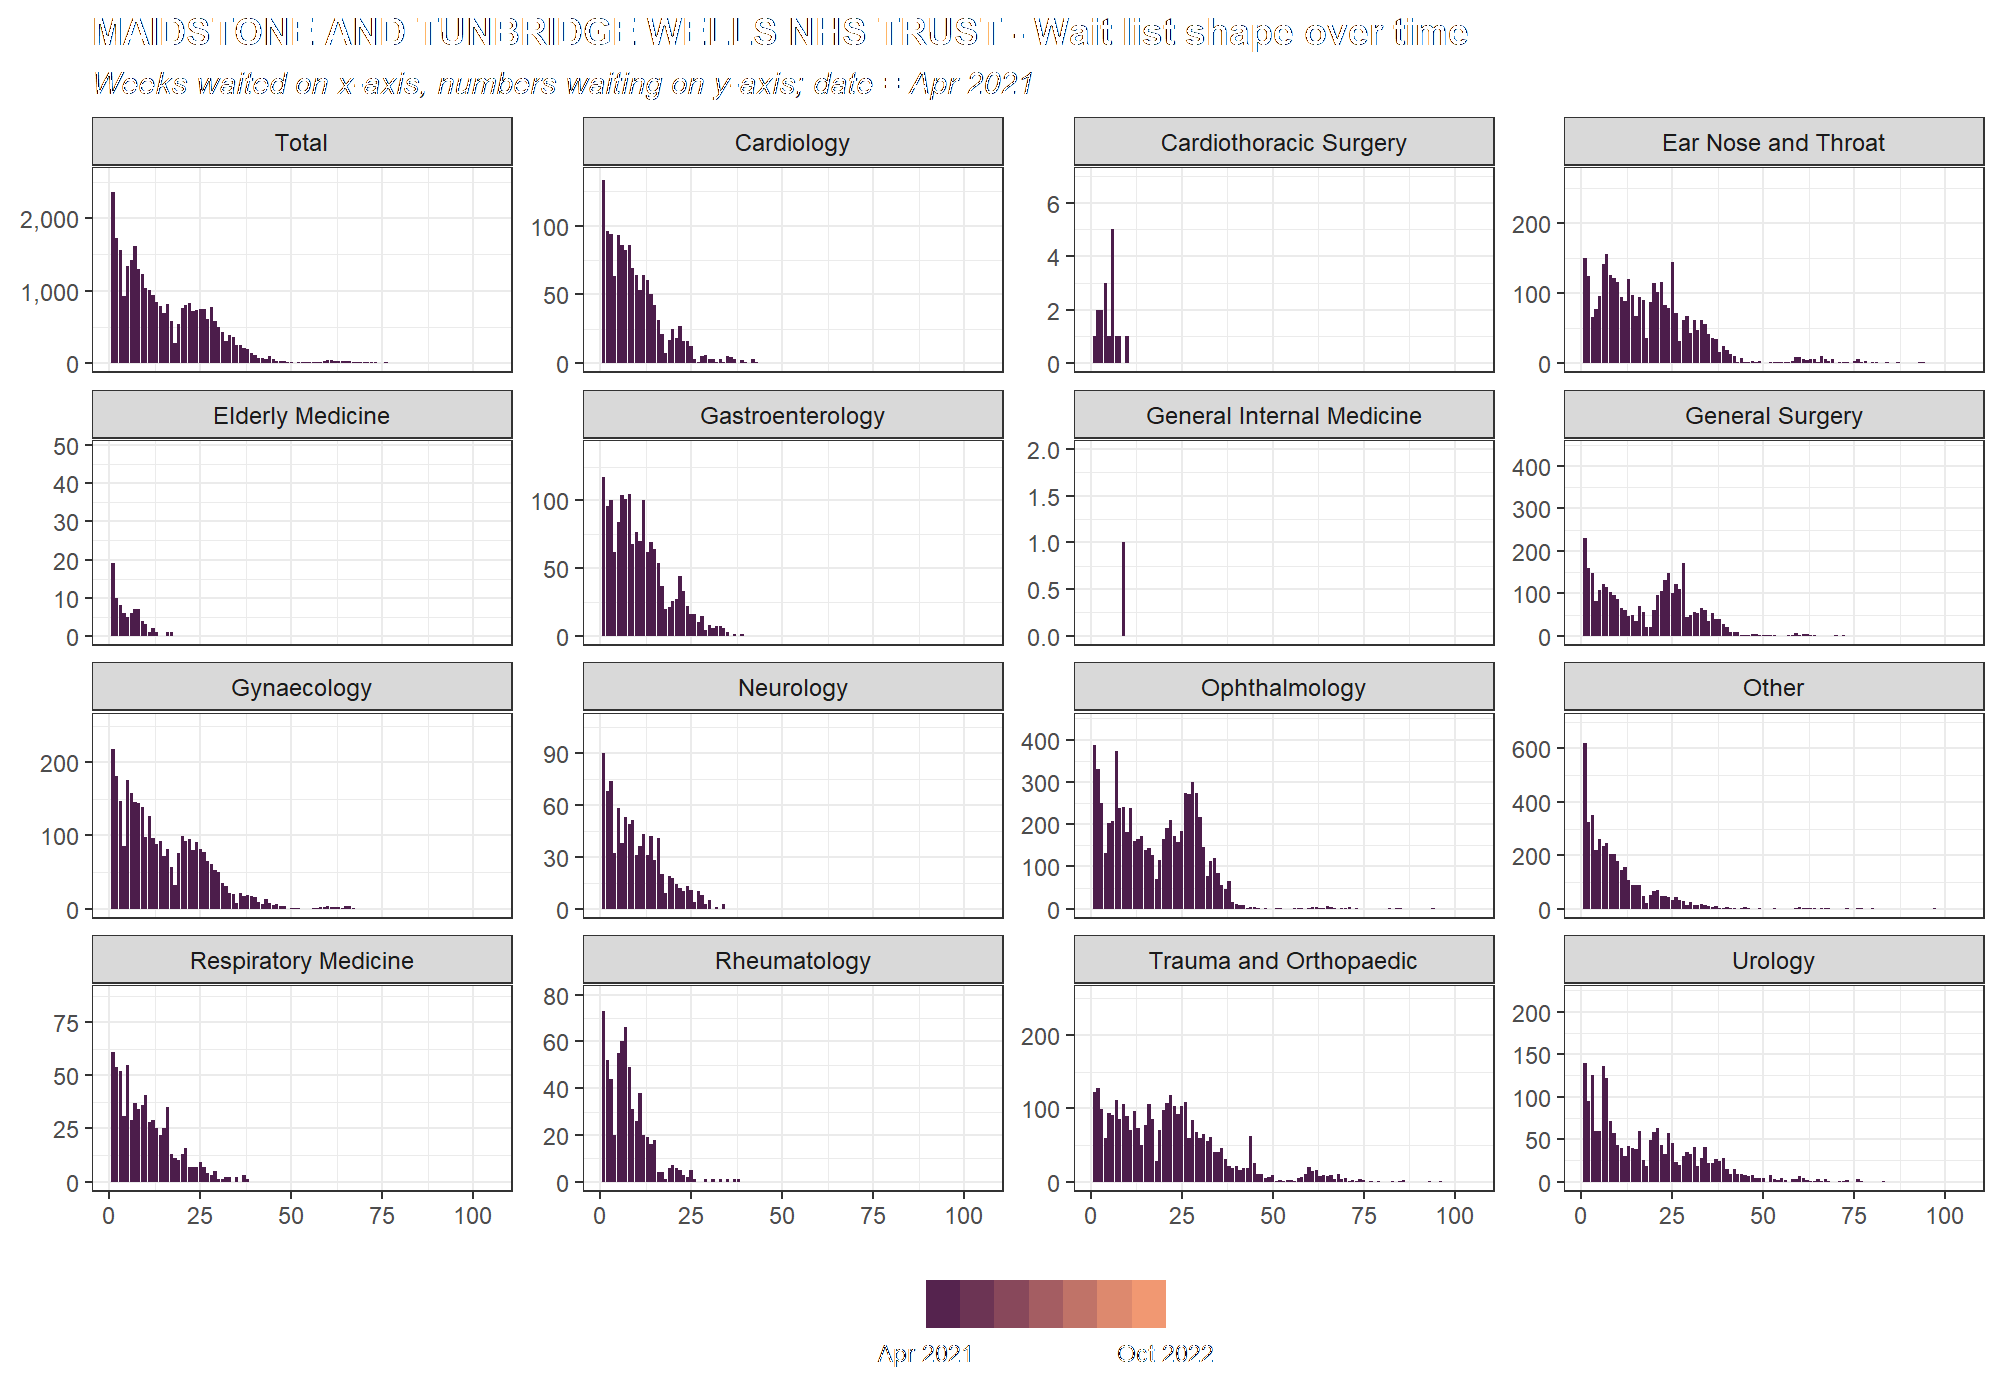 MAIDSTONE AND TUNBRIDGE WELLS NHS TRUST - Wait list shape over time
Weeks waited on x-axis, numbers waiting on y-axis; date = Apr 2021
Total
Cardiology
Cardiothoracic Surgery
Ear Nose and Throat
2,000
1,000
0
100
50
0
6
4
2
0
200
100
0
Elderly Medicine
Gastroenterology
General Internal Medicine
General Surgery
50
40
30
20
10
0
100
50
0
2.0
1.5
1.0
0.5
0.0
400
300
200
100
0
Gynaecology
Neurology
Ophthalmology
Other
200
100
0
90
60
30
0
400
300
200
100
0
600
400
200
0
Respiratory Medicine
Rheumatology
Trauma and Orthopaedic
Urology
75
50
25
0
80
60
40
20
0
200
100
0
200
150
100
50
0
0 25 50 75 100
0 25 50 75 100
0 25 50 75 100
0 25 50 75 100
Apr 2021
Oct 2022